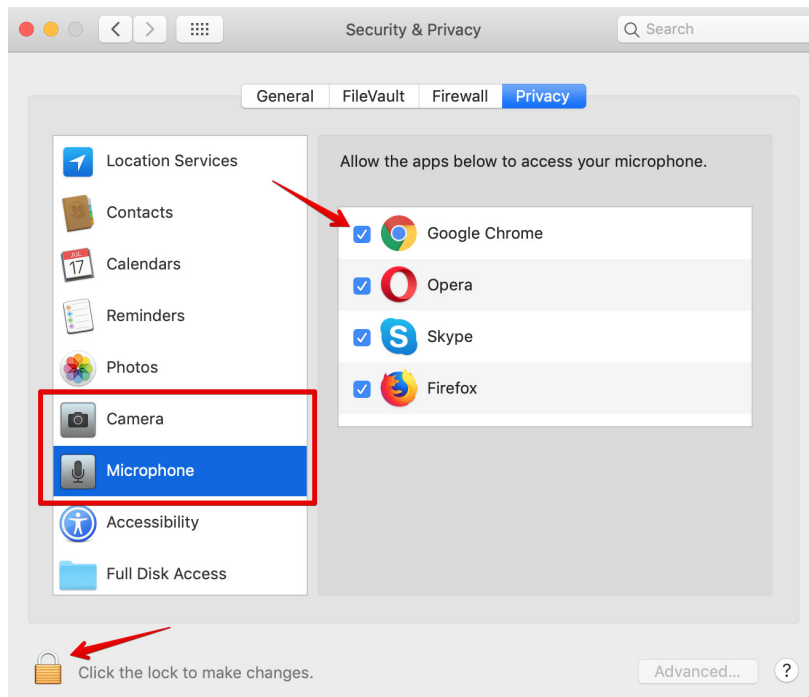 Security & Privacy
Search
General FileVault Firewall Privacy
Location Services
Contacts
JUL
17
Calendars
Reminders
Photos
Camera
Microphone
Accessibility
Full Disk Access
Allow the apps below to access your microphone.
Google Chrome
Opera
Skype
Firefox
Click the lock to make changes.
Advanced...
?